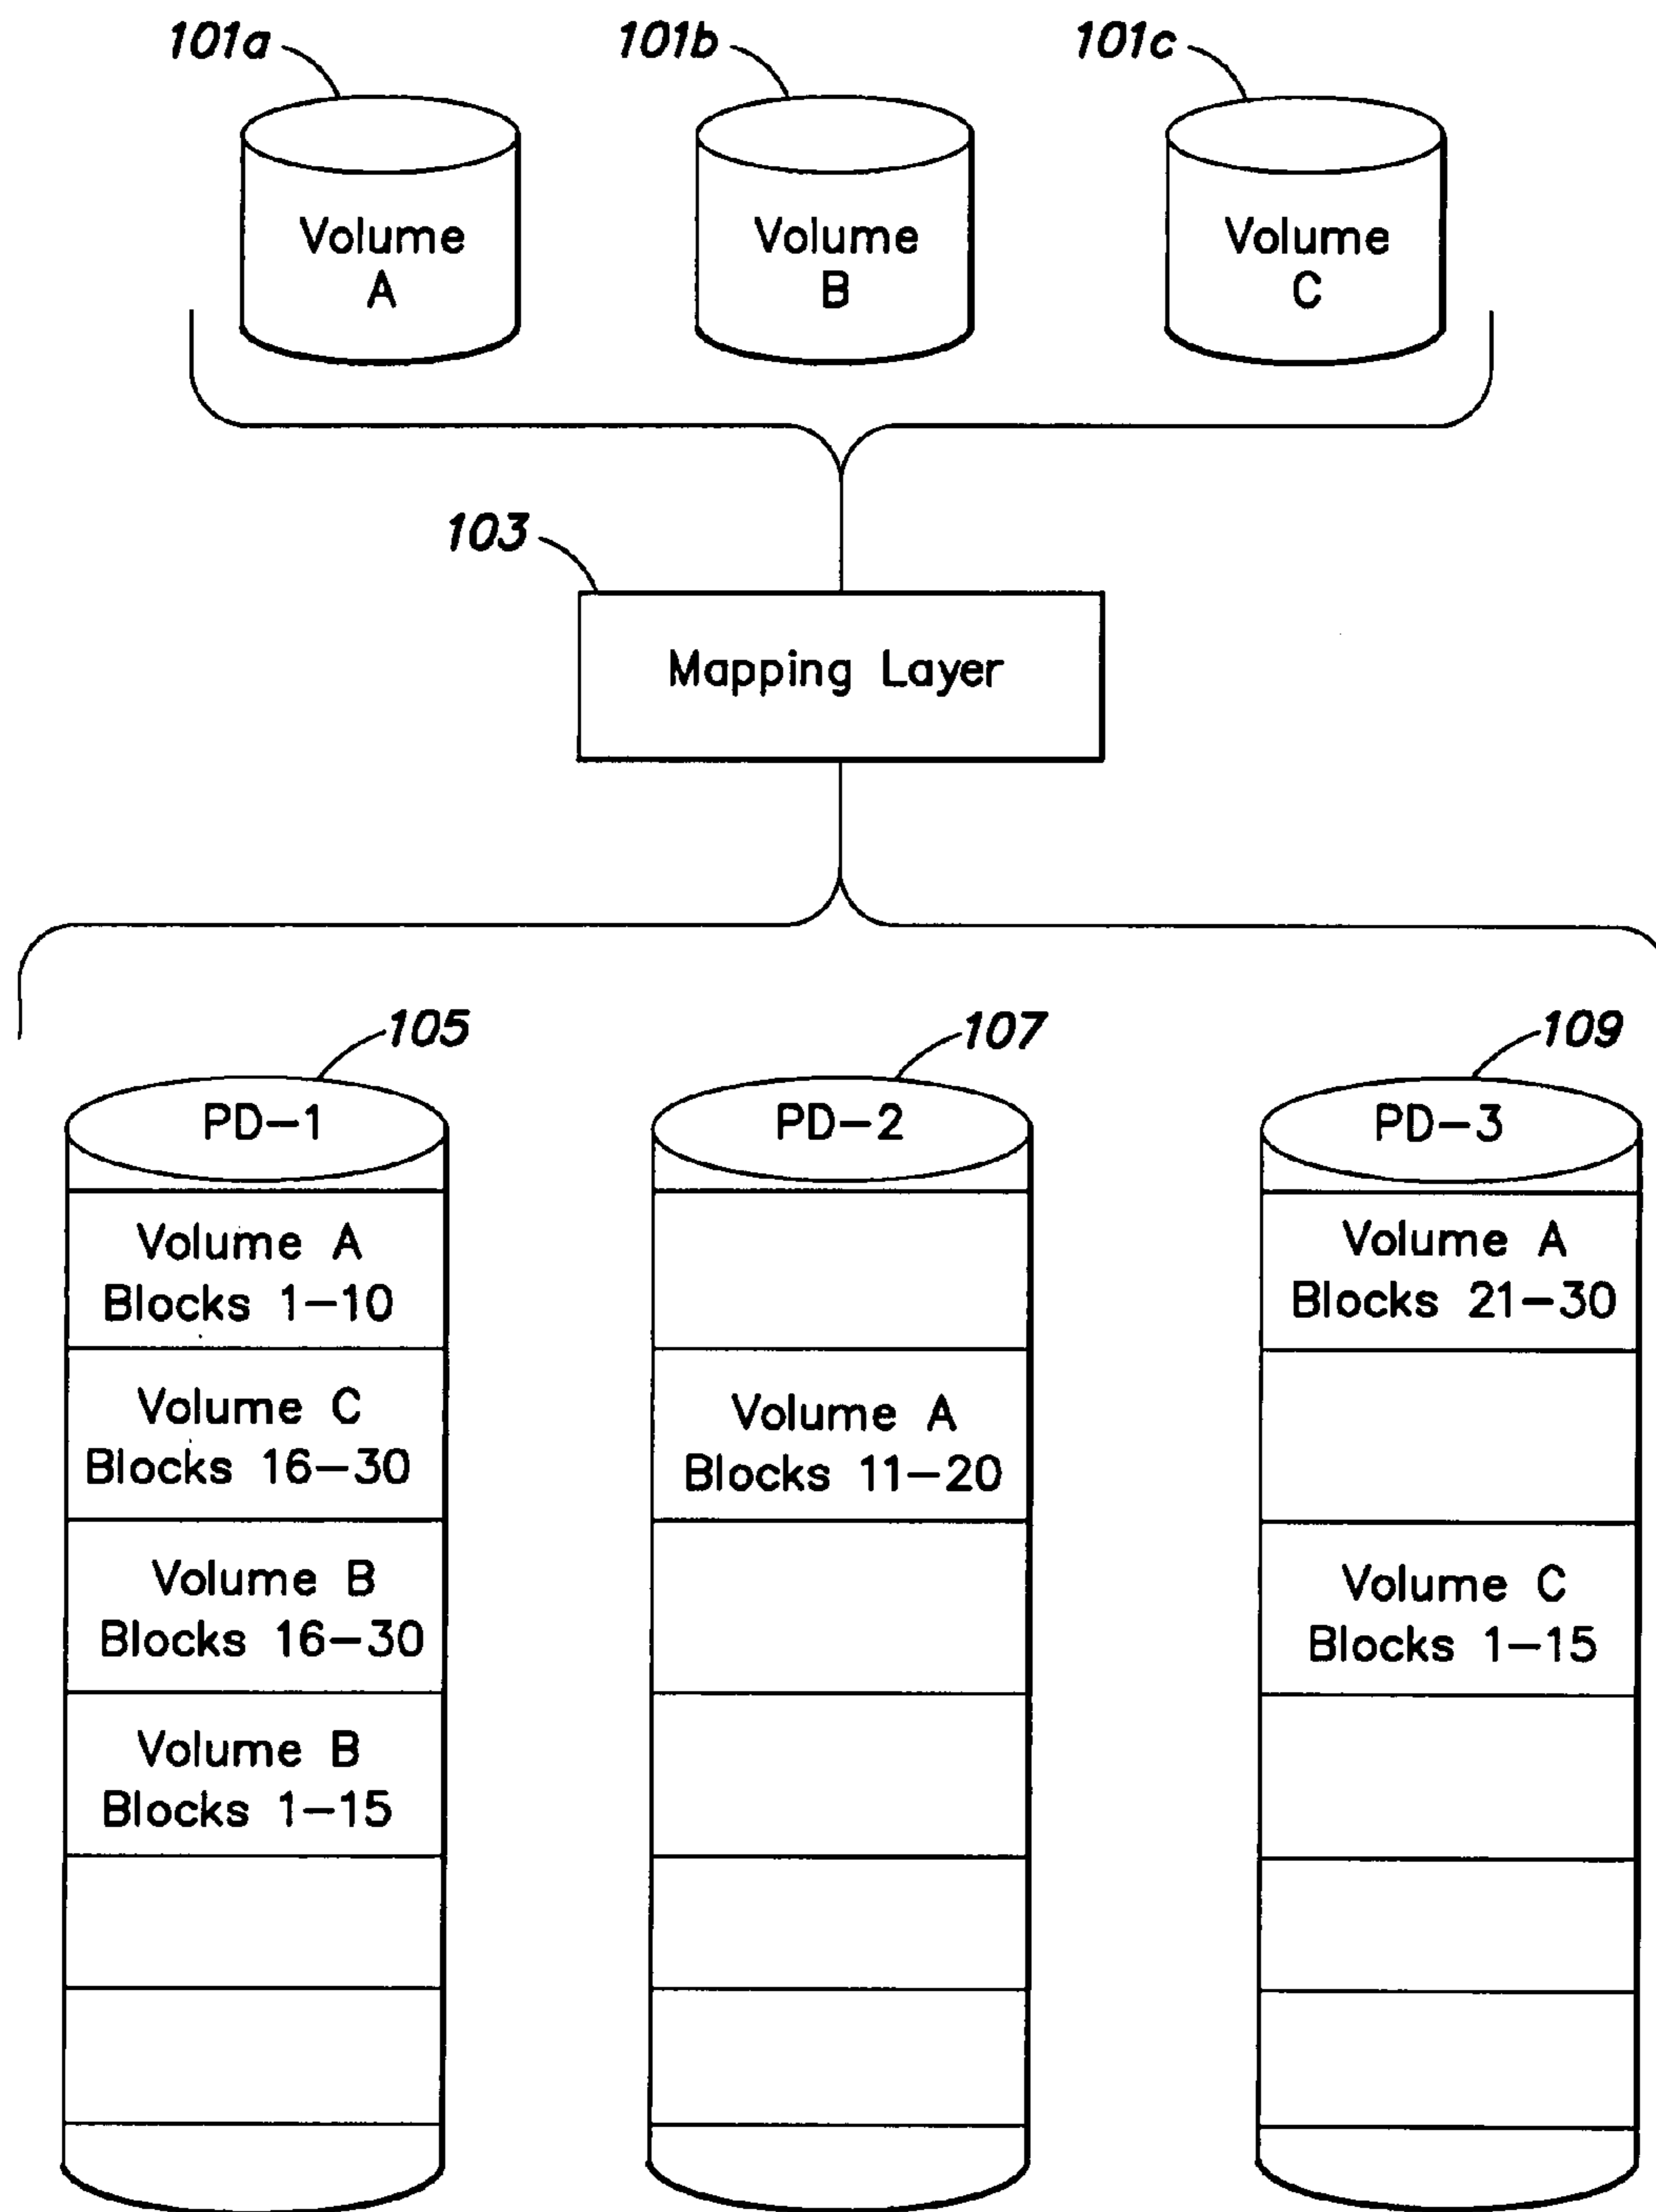 101a
101b
101c
Volume
A
Volume
B
Volume
C
103
Mapping Layer
105
107
109
PD-1
PD-2
PD-3
Volume A
Blocks 1-10
Volume C
Blocks 16-30
Volume B
Blocks 16-30
Volume B
Blocks 1-15
Volume A
Blocks 11-20
Volume A
Blocks 21-30
Volume C
Blocks 1-15